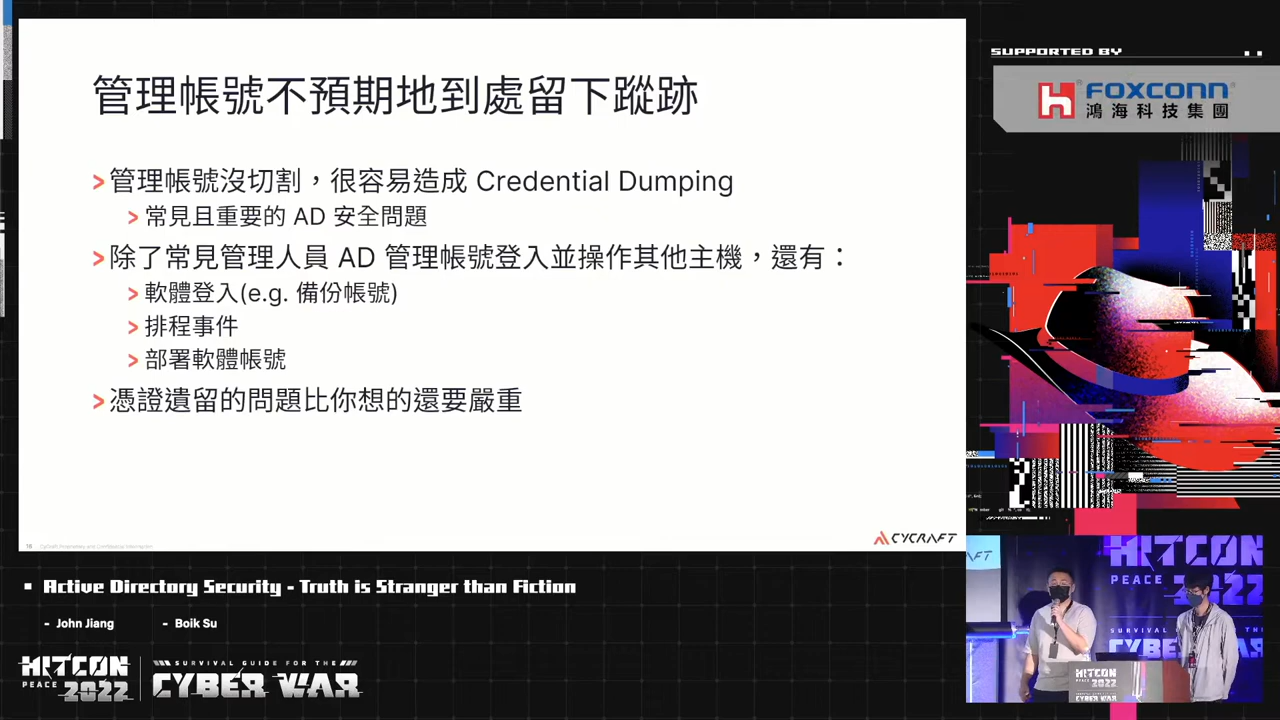 管理帳號不預期地到處留下蹤跡
管理帳號沒切割，很容易造成 Credential Dumping
常見且重要的 AD 安全問題
除了常見管理人員 AD 管理帳號登入並操作其他主機，還有：
軟體登入(e.g. 備份帳號)
排程事件
部署軟體帳號
憑證遺留的問題比你想的還要嚴重
CYCRAFT
SUPPORTED BY
FOXCONN
鴻海科技集團
Active Directory Security - Truth is Stranger than Fiction
- John Jiang
- Boik Su
HITCON
PEACE 2022
SURVIVAL GUIDE FOR THE
CYBER WAR
HITCON
PEACE 2022
HITCON
PEACE 2022
CYBER WAR